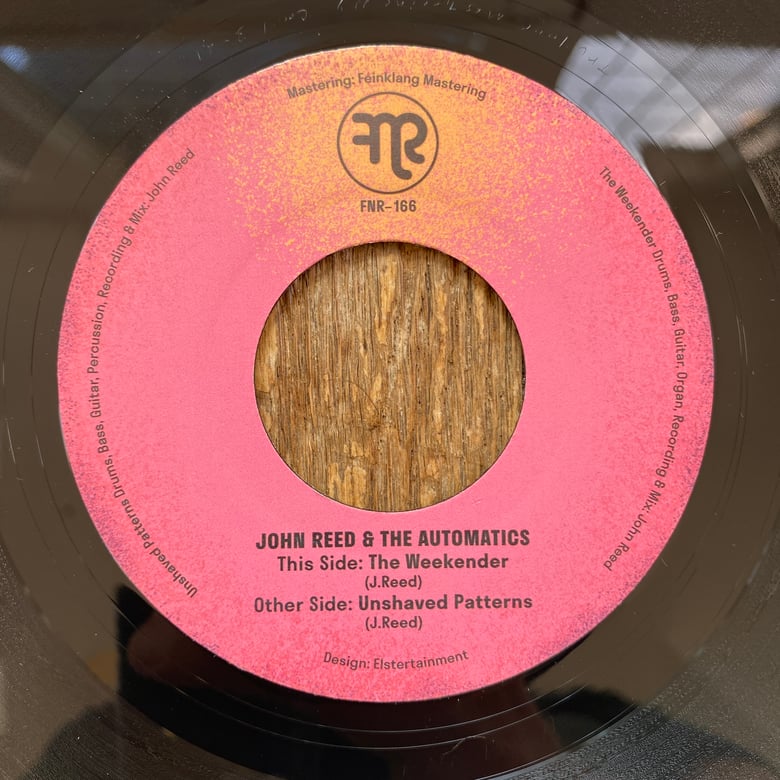 Mastering: Feinklang Mastering
FNR
FNR-166
Unshaved Patterns Drums, Bass, Guitar, Percussion, Recording & Mix: John Reed
The Weekender Drums, Bass, Guitar, Organ, Recording & Mix: John Reed
JOHN REED & THE AUTOMATICS
This Side: The Weekender
(J.Reed)
Other Side: Unshaved Patterns
(J.Reed)
Design: Elstertainment